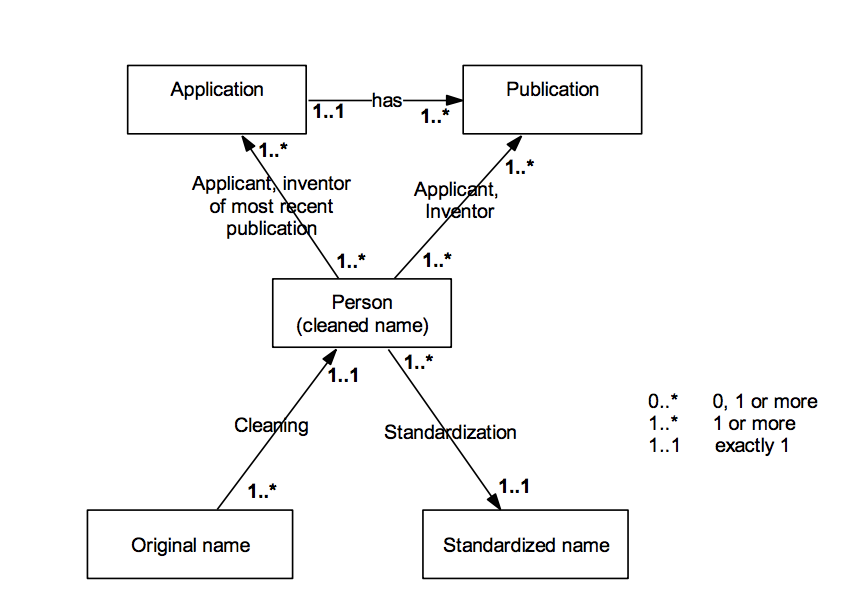 Application
Publication
has
1..1
1..*
1..*
1..*
Applicant, inventor
of most recent
publication
Applicant,
Inventor
1..*
1..*
Person
(cleaned name)
1..1
1..*
Cleaning
Standardization
1..*
1..1
Original name
Standardized name
0..* 0, 1 or more
1..* 1 or more
1..1 exactly 1